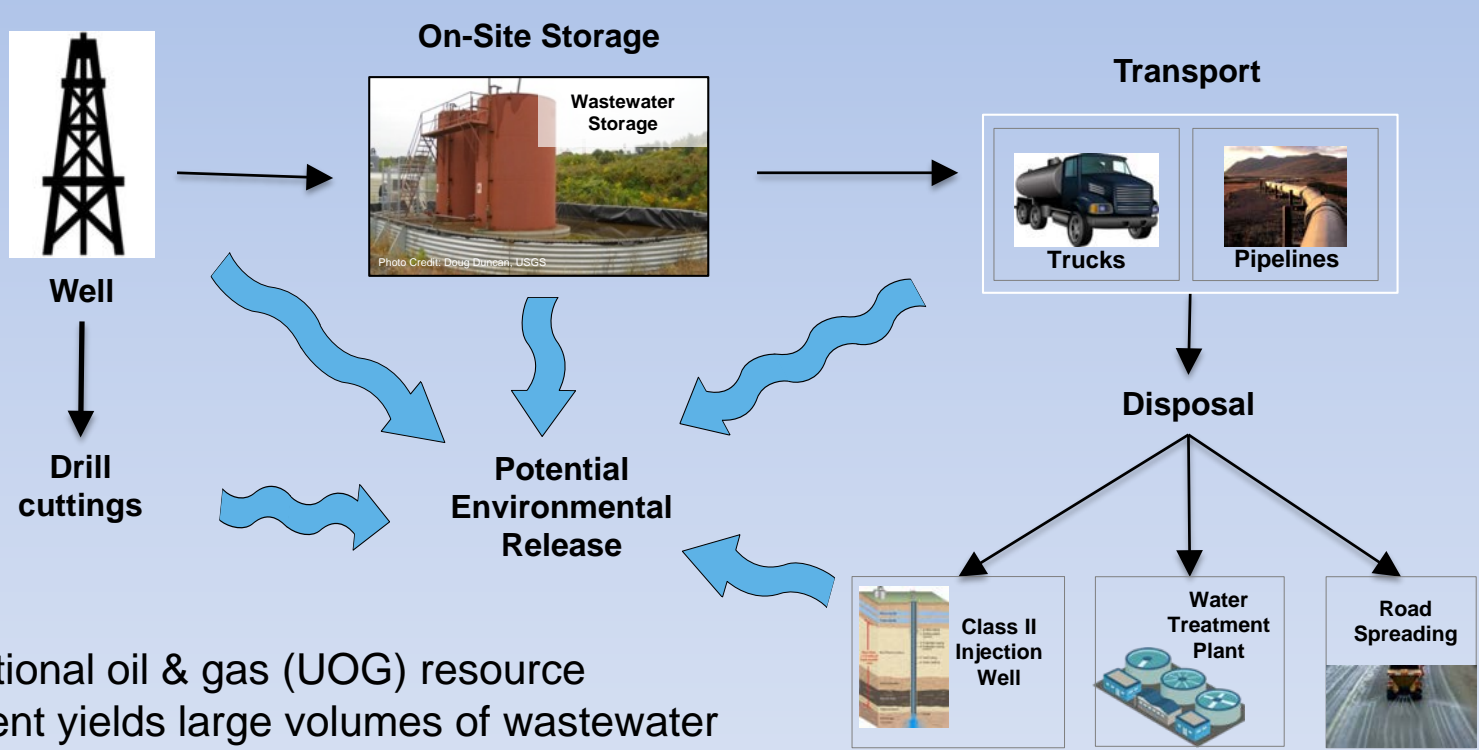 On-Site Storage
Transport
Wastewater
Storage
Photo Credit: Doug Duncan, USGS
Trucks
Pipelines
Well
Disposal
Drill
cuttings
Potential
Environmental
Release
Class II
Injection
Well
Water
Treatment
Plant
Road
Spreading
tional oil & gas (UOG) resource
ent yields large volumes of wastewater